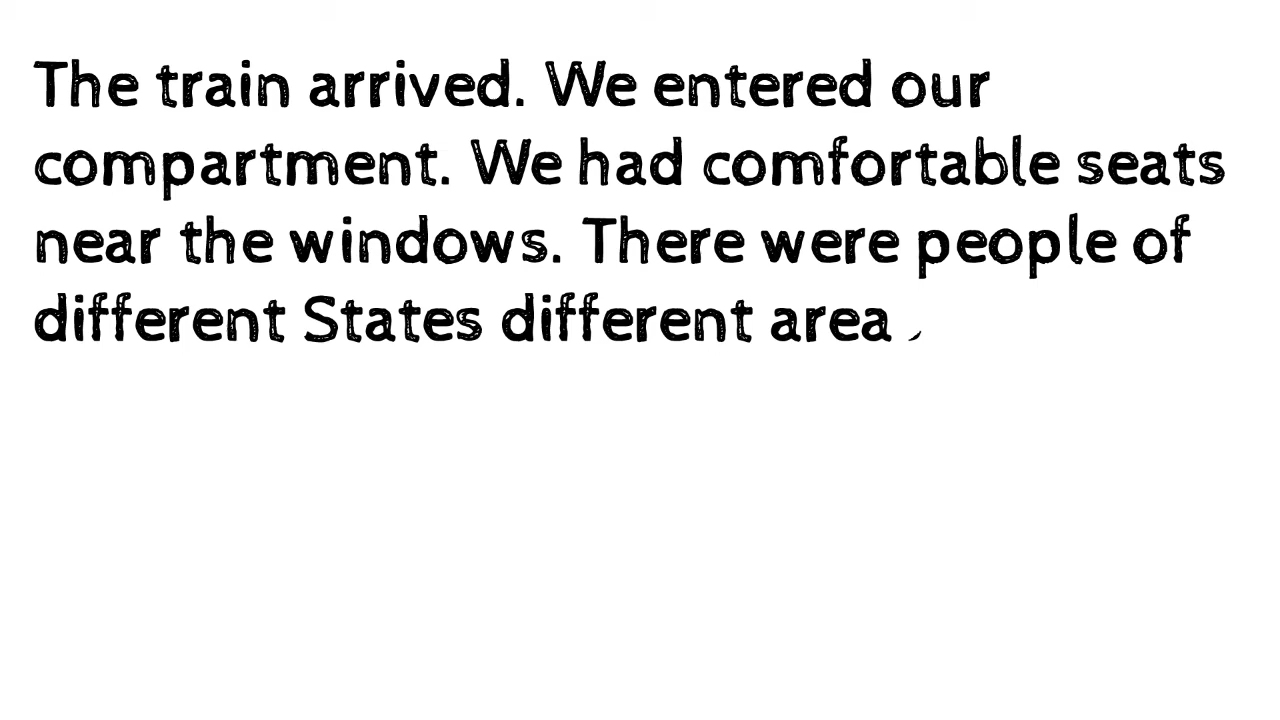 The train arrived. We entered our
compartment. We had comfortable seats
near the windows. There were people of
different States different area